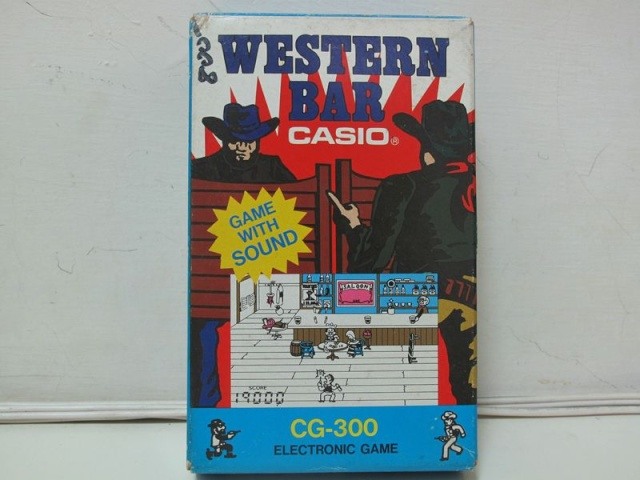 WESTERN
BAR
CASIO®
GAME
WITH
SOUND
SALOON
SCORE
19000
CG-300
ELECTRONIC GAME